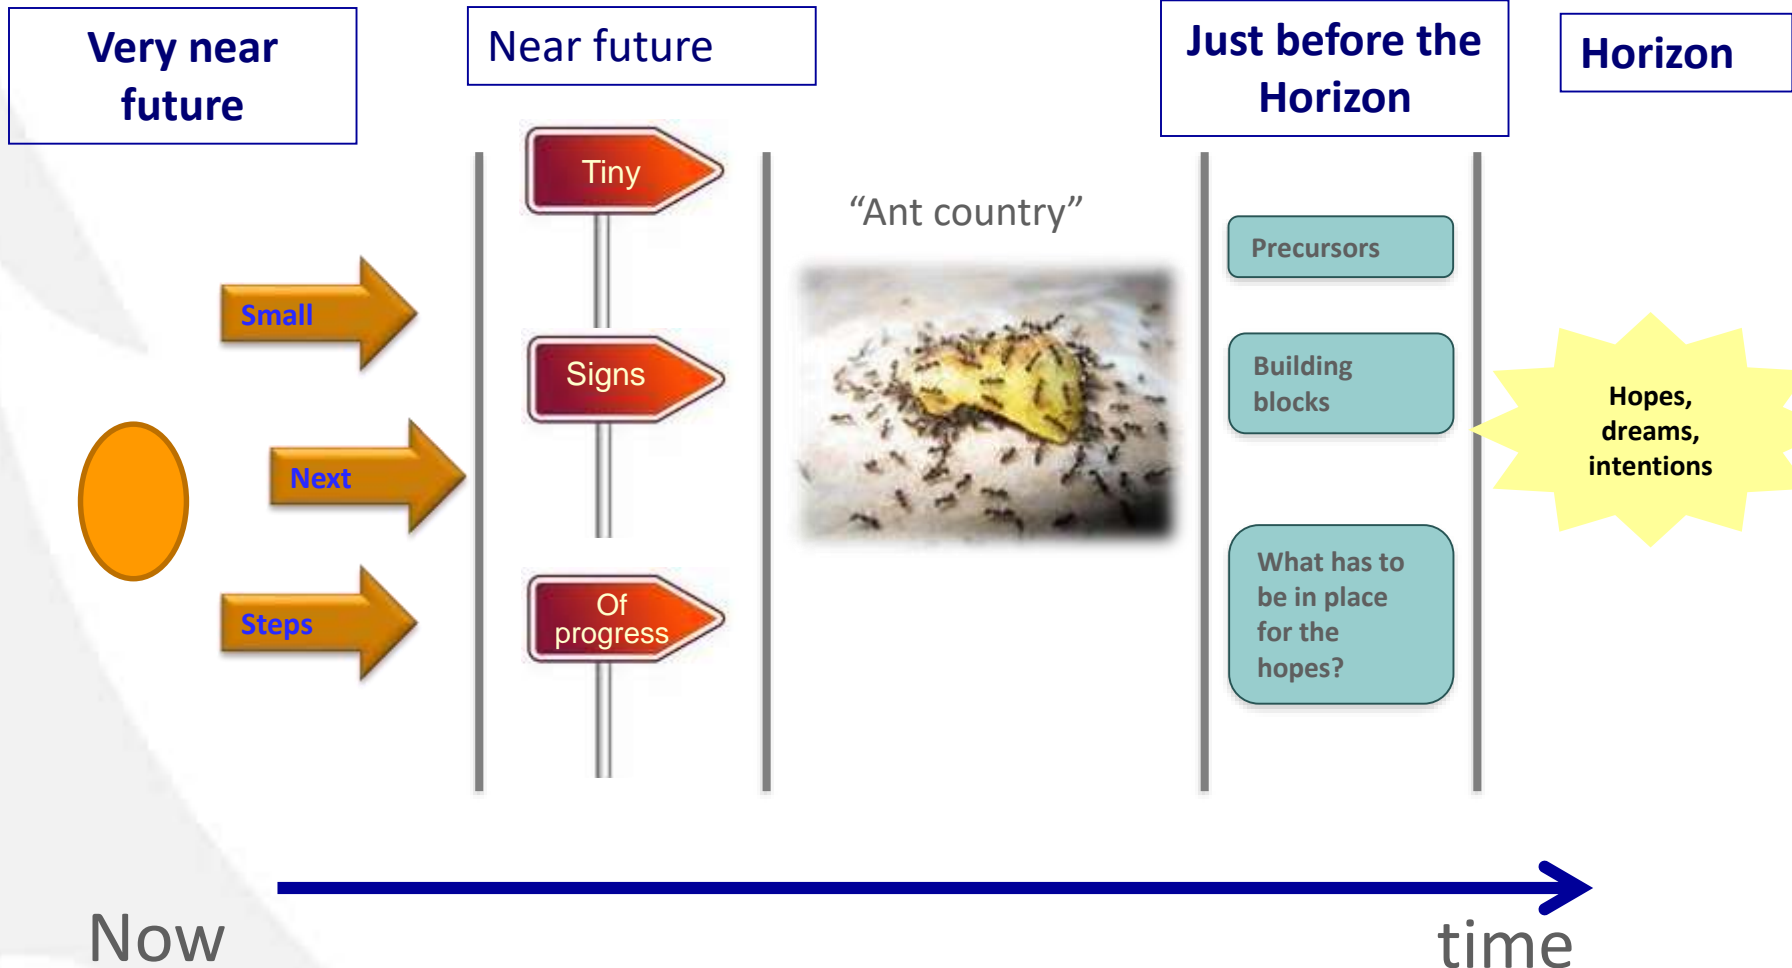 Very near
future
Near future
Just before the
Horizon
Horizon
Small
Next
Steps
Tiny
Signs
Of
progress
“Ant country”
Precursors
Building
blocks
What has to
be in place
for the
hopes?
Hopes,
dreams,
intentions
Now
time